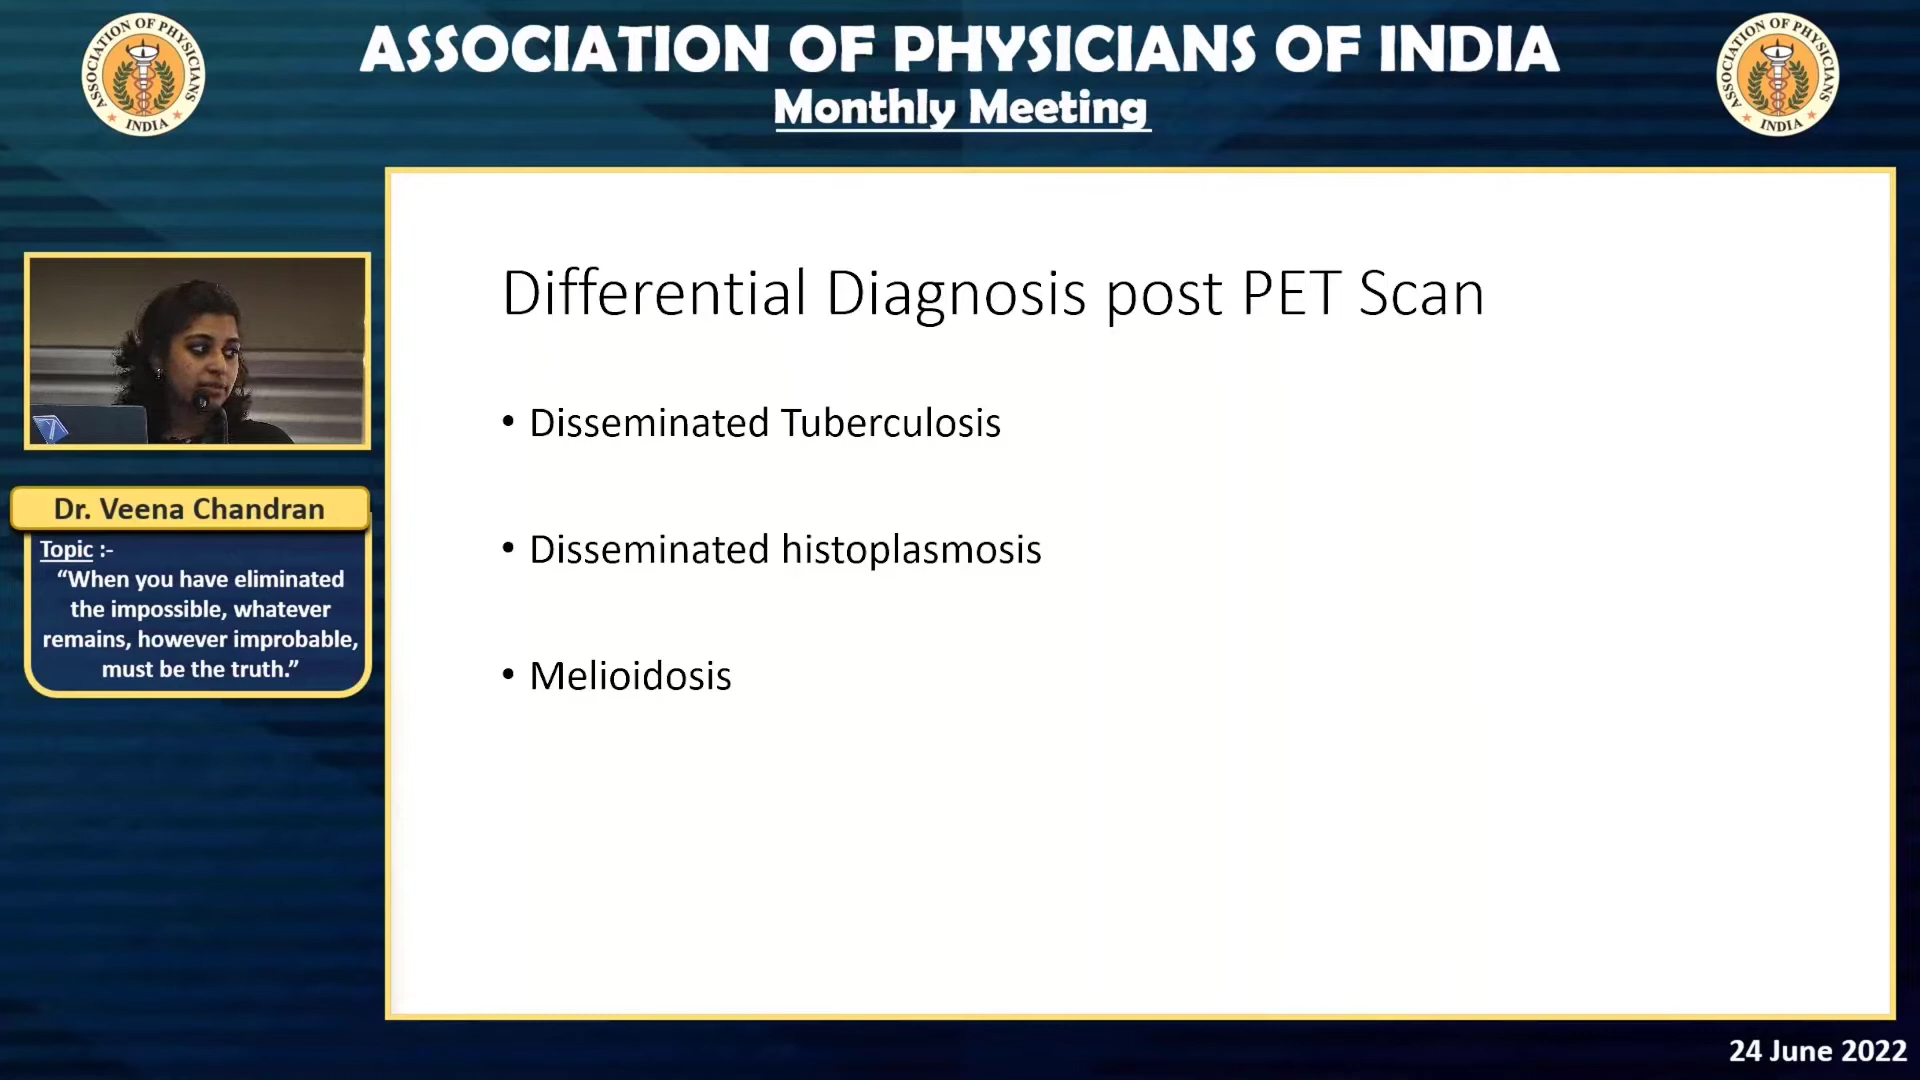 ASSOCIATION OF PHYSICIANS OF INDIA
Monthly Meeting
ASSOCIATION OF PHYSICIANS
INDIA
ASSOCIATION OF PHYSICIANS
INDIA
Differential Diagnosis post PET Scan
• Disseminated Tuberculosis
• Disseminated histoplasmosis
• Melioidosis
Dr. Veena Chandran
Topic :-
“When you have eliminated
the impossible, whatever
remains, however improbable,
must be the truth.”
24 June 2022